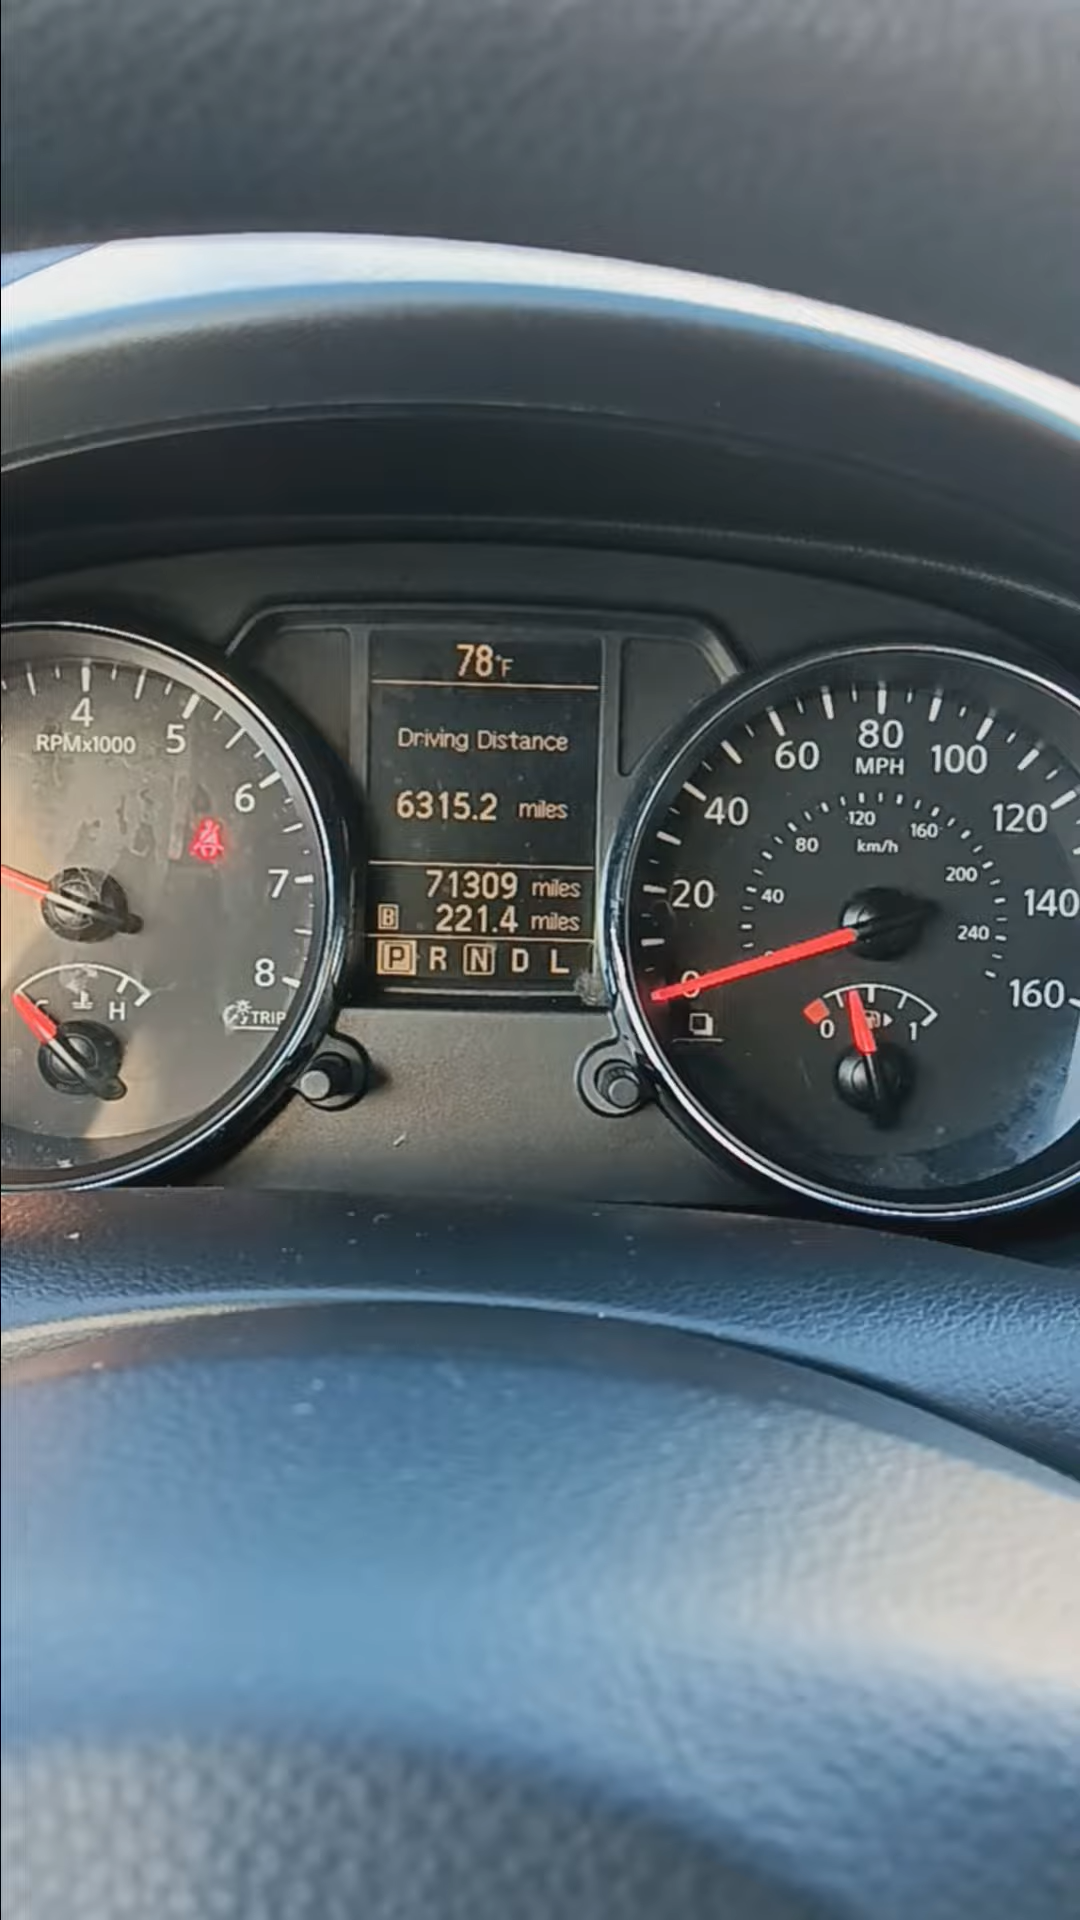 78°F
Driving Distance
6315.2 miles
71309 miles
B 221.4 miles
P R N D L
4
RPMx1000
5
6
7
8
C H
TRIP
0
20
40
60
80
MPH
100
120
140
160
40
80
120
km/h
160
200
240
0 1